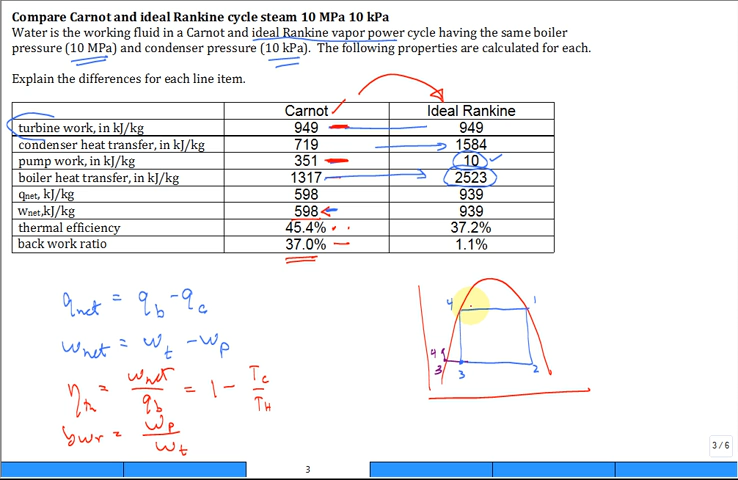 Compare Carnot and ideal Rankine cycle steam 10 MPa 10 kPa
Water is the working fluid in a Carnot and ideal Rankine vapor power cycle having the same boiler
pressure (10 MPa) and condenser pressure (10 kPa). The following properties are calculated for each.
Explain the differences for each line item.
Carnot Ideal Rankine
turbine work, in kJ/kg 949 949
condenser heat transfer, in kJ/kg 719 1584
pump work, in kJ/kg 351 10
boiler heat transfer, in kJ/kg 1317 2523
qnet, kJ/kg 598 939
wnet,kJ/kg 598 939
thermal efficiency 45.4% 37.2%
back work ratio 37.0% 1.1%
qnet = qb - qc
wnet = wt - wp
ηth = wnet / qb = 1 - Tc / TH
bwr = wp / wt
4 1
4
3 3 2
3/6
3